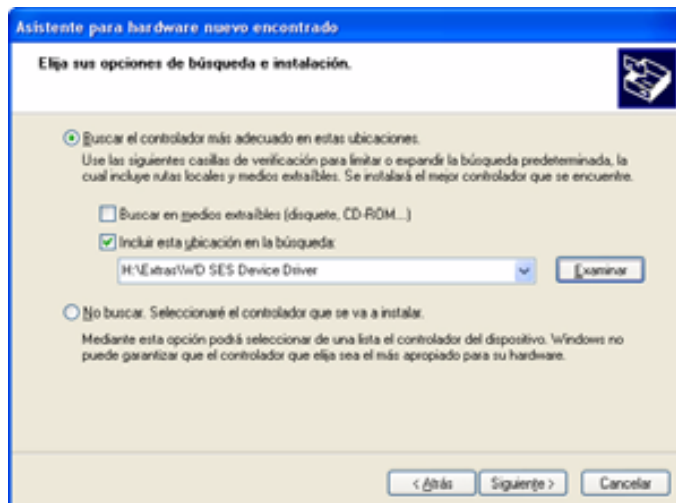 Asistente para hardware nuevo encontrado
Elija sus opciones de búsqueda e instalación.
Buscar el controlador más adecuado en estas ubicaciones.
Use las siguientes casillas de verificación para limitar o expandir la búsqueda predeterminada, la
cual incluye rutas locales y medios extraíbles. Se instalará el mejor controlador que se encuentre.
Buscar en medios extraíbles (disquete, CD-ROM...)
Incluir esta ubicación en la búsqueda:
H:\Extras\WD SES Device Driver
Examinar
No buscar. Seleccionaré el controlador que se va a instalar.
Mediante esta opción podrá seleccionar de una lista el controlador del dispositivo. Windows no
puede garantizar que el controlador que elija sea el más apropiado para su hardware.
< Atrás
Siguiente >
Cancelar